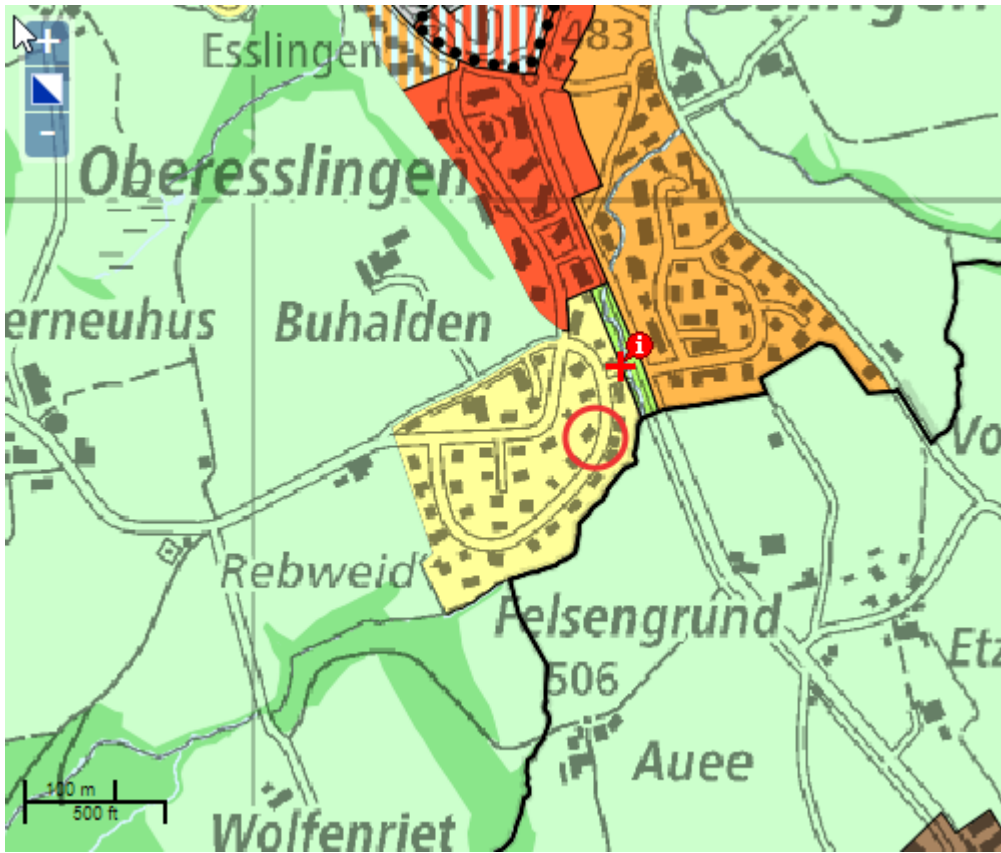 +
-
Esslingen
483
Oberesslingen
erneuhus
Buhalden
i
Vo
Rebweid
Felsengrund
506
Etz
Auee
Wolfenriet
100 m
500 ft